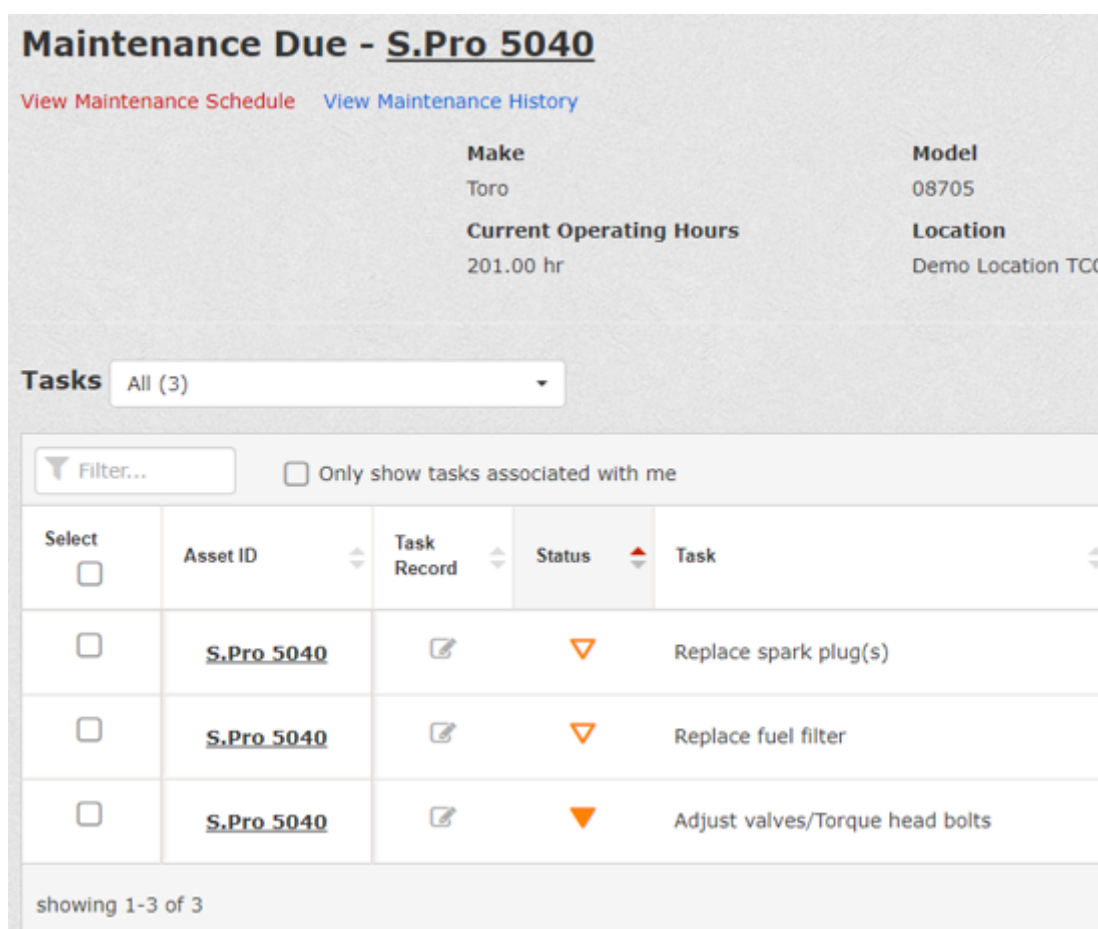 Maintenance Due - S.Pro 5040
View Maintenance Schedule View Maintenance History
Make Model
Toro 08705
Current Operating Hours Location
201.00 hr Demo Location
Tasks All (3)
Filter... Only show tasks associated with me
Select Asset ID Task Record Status Task
S.Pro 5040 Replace spark plug(s)
S.Pro 5040 Replace fuel filter
S.Pro 5040 Adjust valves/Torque head bolts
showing 1-3 of 3